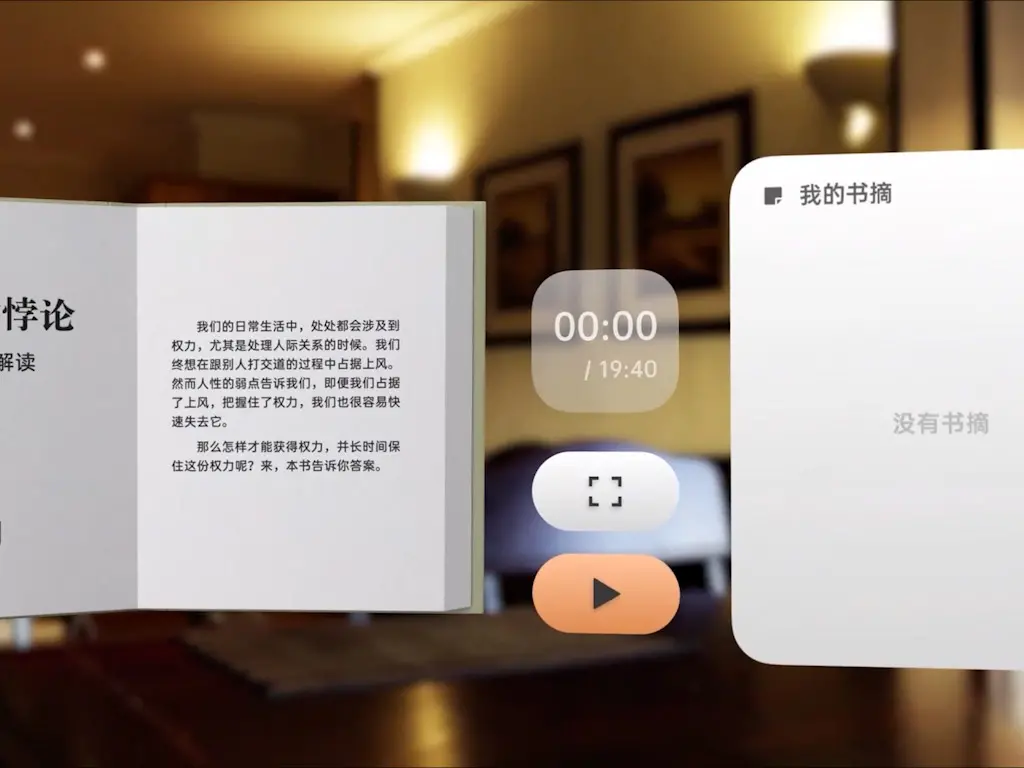 悖论
解读
我们的日常生活中，处处都会涉及到
权力，尤其是处理人际关系的时候。我们
终想在跟别人打交道的过程中占据上风。
然而人性的弱点告诉我们，即便我们占据
了上风，把握住了权力，我们也很容易快
速失去它。
那么怎样才能获得权力，并长时间保
住这份权力呢？来，本书告诉你答案。
00:00
/ 19:40
我的书摘
没有书摘